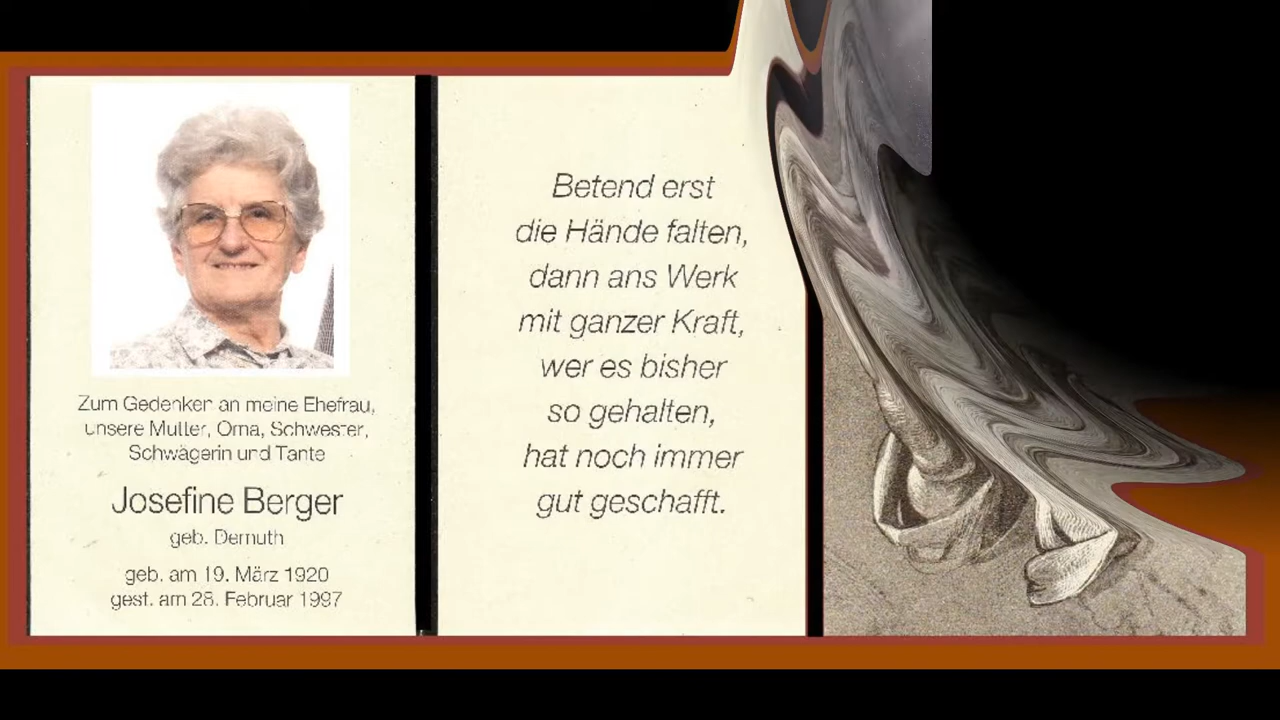 Zum Gedenken an meine Ehefrau,
unsere Mutter, Oma, Schwester,
Schwägerin und Tante
Josefine Berger
geb. Demuth
geb. am 19. März 1920
gest. am 28. Februar 1997
Betend erst
die Hände falten,
dann ans Werk
mit ganzer Kraft,
wer es bisher
so gehalten,
hat noch immer
gut geschafft.